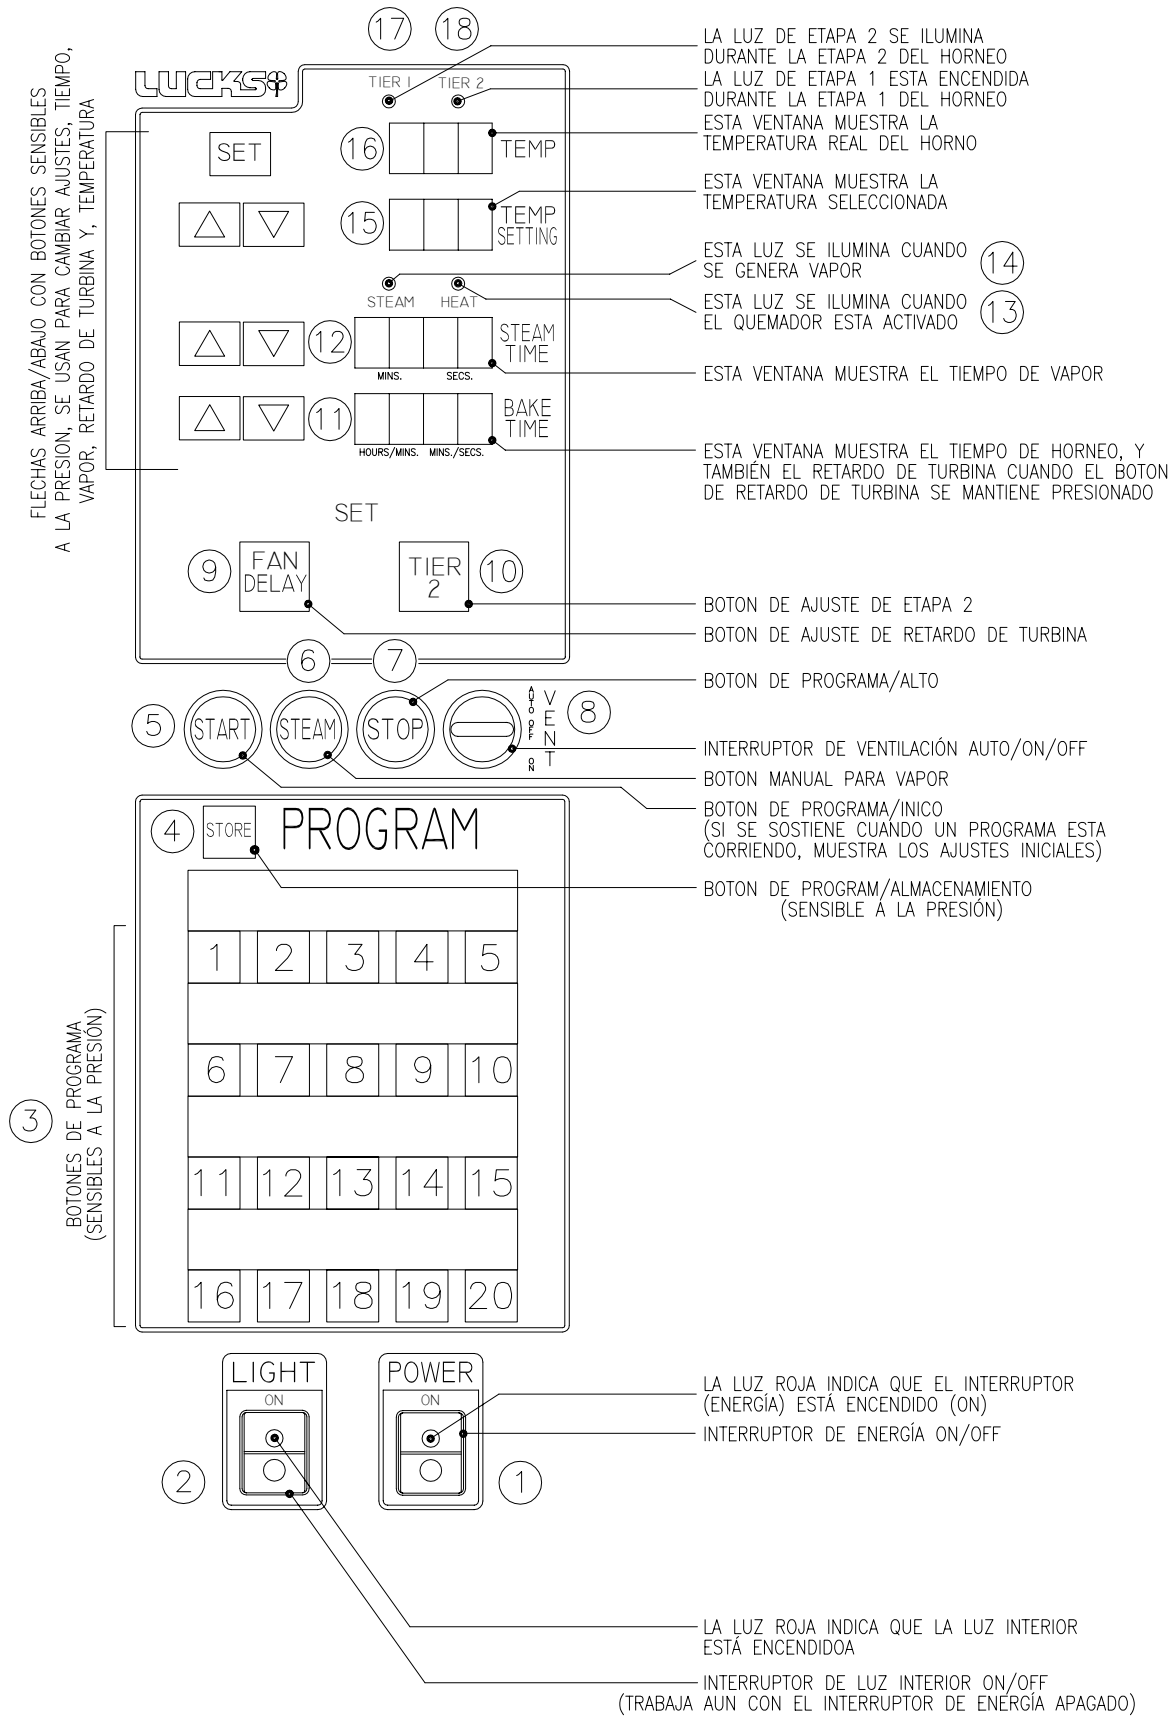 17 18
LUCKS
TIER 1 TIER 2
SET
16 TEMP
15 TEMP
SETTING
STEAM HEAT
12 STEAM
TIME
MINS. SECS.
11 BAKE
TIME
HOURS/MINS. MINS./SECS.
SET
9 FAN
DELAY
TIER
2 10
6 7
5 START STEAM STOP
AUTO OFF ON
VENT
8
FLECHAS ARRIBA/ABAJO CON BOTONES SENSIBLES
A LA PRESION, SE USAN PARA CAMBIAR AJUSTES, TIEMPO,
VAPOR, RETARDO DE TURBINA Y, TEMPERATURA
LA LUZ DE ETAPA 2 SE ILUMINA
DURANTE LA ETAPA 2 DEL HORNEO
LA LUZ DE ETAPA 1 ESTA ENCENDIDA
DURANTE LA ETAPA 1 DEL HORNEO
ESTA VENTANA MUESTRA LA
TEMPERATURA REAL DEL HORNO
ESTA VENTANA MUESTRA LA
TEMPERATURA SELECCIONADA
ESTA LUZ SE ILUMINA CUANDO
SE GENERA VAPOR
14
ESTA LUZ SE ILUMINA CUANDO
EL QUEMADOR ESTA ACTIVADO
13
ESTA VENTANA MUESTRA EL TIEMPO DE VAPOR
ESTA VENTANA MUESTRA EL TIEMPO DE HORNEO, Y
TAMBIÉN EL RETARDO DE TURBINA CUANDO EL BOTON
DE RETARDO DE TURBINA SE MANTIENE PRESIONADO
BOTON DE AJUSTE DE ETAPA 2
BOTON DE AJUSTE DE RETARDO DE TURBINA
BOTON DE PROGRAMA/ALTO
INTERRUPTOR DE VENTILACIÓN AUTO/ON/OFF
BOTON MANUAL PARA VAPOR
BOTON DE PROGRAMA/INICO
(SI SE SOSTIENE CUANDO UN PROGRAMA ESTA
CORRIENDO, MUESTRA LOS AJUSTES INICIALES)
BOTON DE PROGRAM/ALMACENAMIENTO
(SENSIBLE A LA PRESIÓN)
4 STORE PROGRAM
1 2 3 4 5
6 7 8 9 10
11 12 13 14 15
16 17 18 19 20
3
BOTONES DE PROGRAMA
(SENSIBLES A LA PRESIÓN)
LIGHT POWER
ON ON
2 1
LA LUZ ROJA INDICA QUE EL INTERRUPTOR
(ENERGÍA) ESTÁ ENCENDIDO (ON)
INTERRUPTOR DE ENERGÍA ON/OFF
LA LUZ ROJA INDICA QUE LA LUZ INTERIOR
ESTÁ ENCENDIDOA
INTERRUPTOR DE LUZ INTERIOR ON/OFF
(TRABAJA AUN CON EL INTERRUPTOR DE ENERGÍA APAGADO)